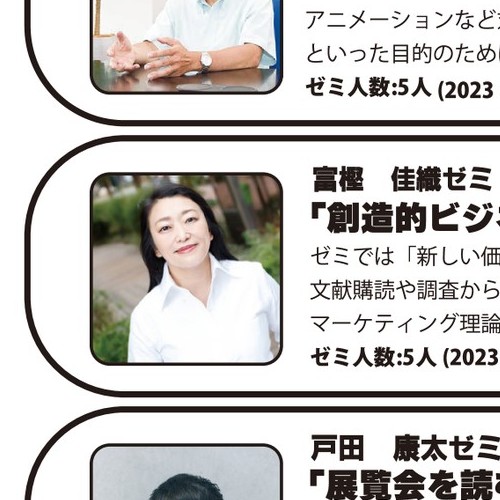 アニメーションなど
といった目的のため
ゼミ人数:5人 (2023
富樫　佳織ゼミ
「創造的ビジ
ゼミでは「新しい価
文献購読や調査から
マーケティング理論
ゼミ人数:5人 (2023
戸田　康太ゼミ
「展覧会を読